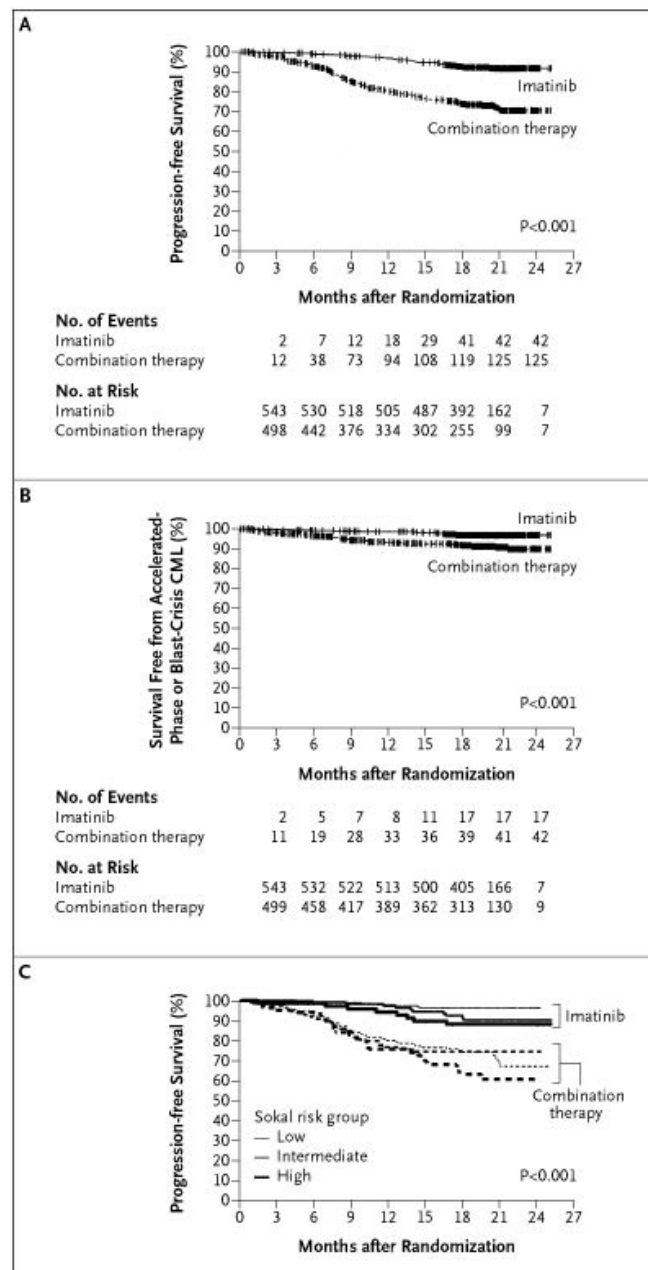 A
Progression-free Survival (%)
100
90
80
70
60
50
40
30
20
10
0
Imatinib
Combination therapy
P<0.001
0 3 6 9 12 15 18 21 24 27
Months after Randomization
No. of Events
Imatinib 2 7 12 18 29 41 42 42
Combination therapy 12 38 73 94 108 119 125 125
No. at Risk
Imatinib 543 530 518 505 487 392 162 7
Combination therapy 498 442 376 334 302 255 99 7
B
Survival Free from Accelerated-
Phase or Blast-Crisis CML (%)
100
90
80
70
60
50
40
30
20
10
0
Imatinib
Combination therapy
P<0.001
0 3 6 9 12 15 18 21 24 27
Months after Randomization
No. of Events
Imatinib 2 5 7 8 11 17 17 17
Combination therapy 11 19 28 33 36 39 41 42
No. at Risk
Imatinib 543 532 522 513 500 405 166 7
Combination therapy 499 458 417 389 362 313 130 9
C
Progression-free Survival (%)
100
90
80
70
60
50
40
30
20
10
0
Imatinib
Combination
therapy
Sokal risk group
Low
Intermediate
High
P<0.001
0 3 6 9 12 15 18 21 24 27
Months after Randomization